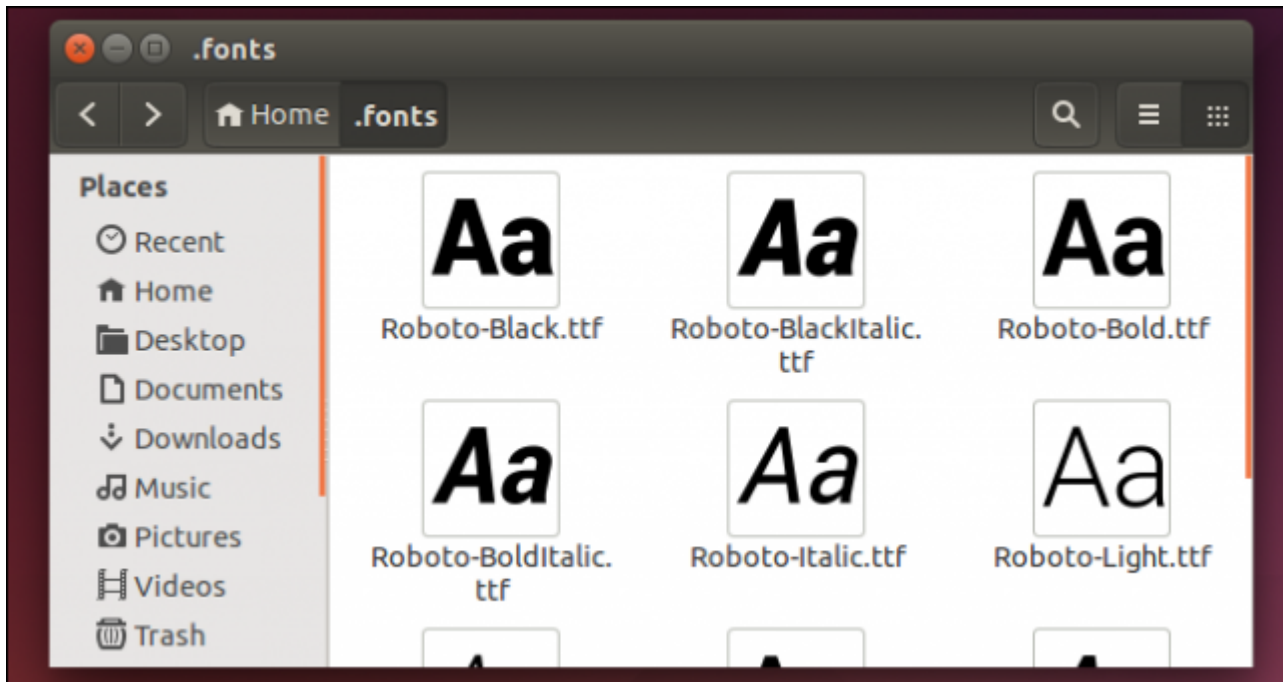 .fonts
Home .fonts
Places
Recent
Home
Desktop
Documents
Downloads
Music
Pictures
Videos
Trash
Aa Aa Aa
Roboto-Black.ttf Roboto-BlackItalic. Roboto-Bold.ttf
ttf
Aa Aa Aa
Roboto-BoldItalic. Roboto-Italic.ttf Roboto-Light.ttf
ttf